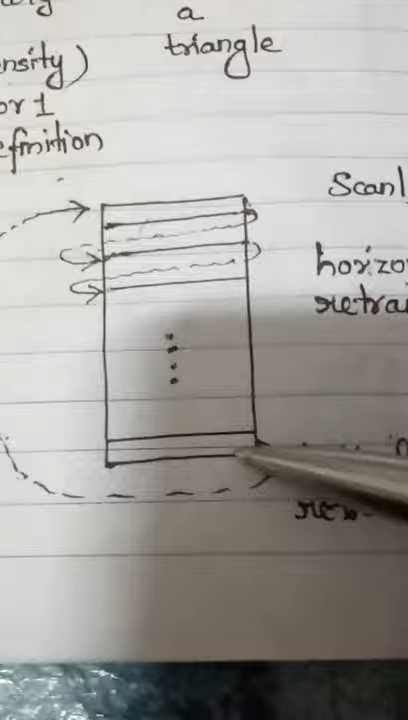 a
triangle
nsity)
or 1
efinition
Scanl
horizo
retra